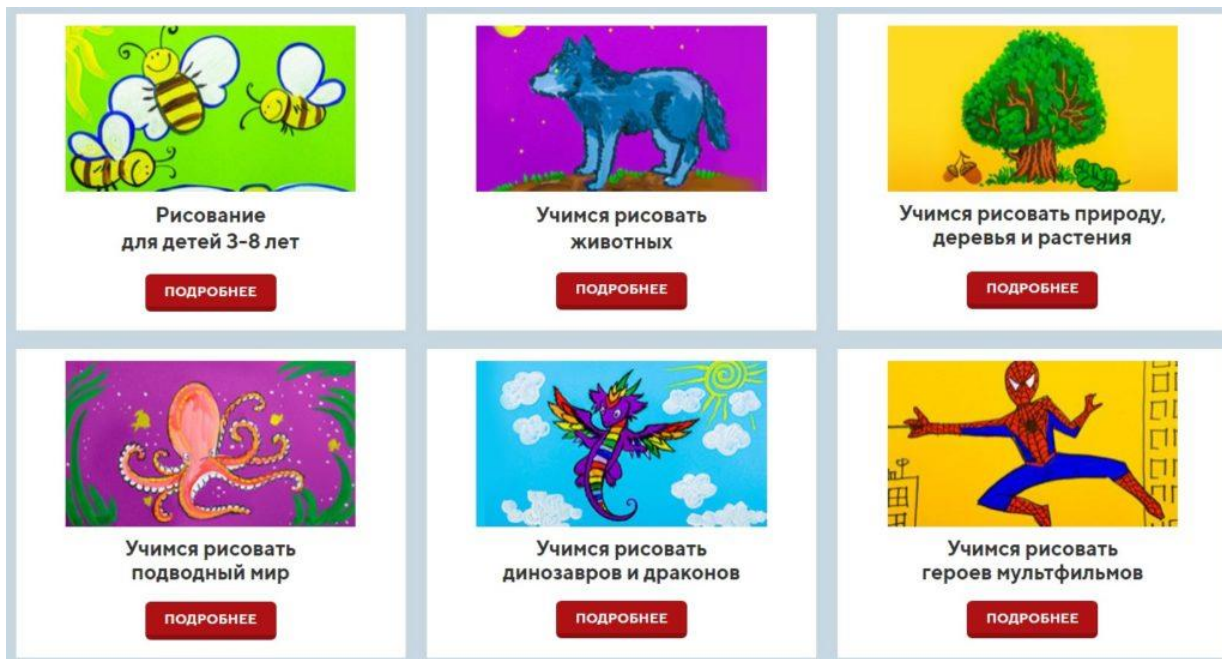 Рисование
для детей 3-8 лет
ПОДРОБНЕЕ
Учимся рисовать
животных
ПОДРОБНЕЕ
Учимся рисовать природу,
деревья и растения
ПОДРОБНЕЕ
Учимся рисовать
подводный мир
ПОДРОБНЕЕ
Учимся рисовать
динозавров и драконов
ПОДРОБНЕЕ
Учимся рисовать
героев мультфильмов
ПОДРОБНЕЕ